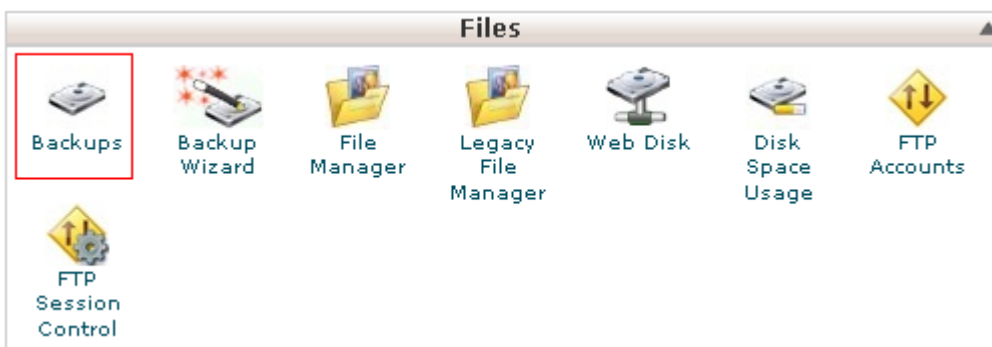 Files
Backups
Backup
Wizard
File
Manager
Legacy
File
Manager
Web Disk
Disk
Space
Usage
FTP
Accounts
FTP
Session
Control